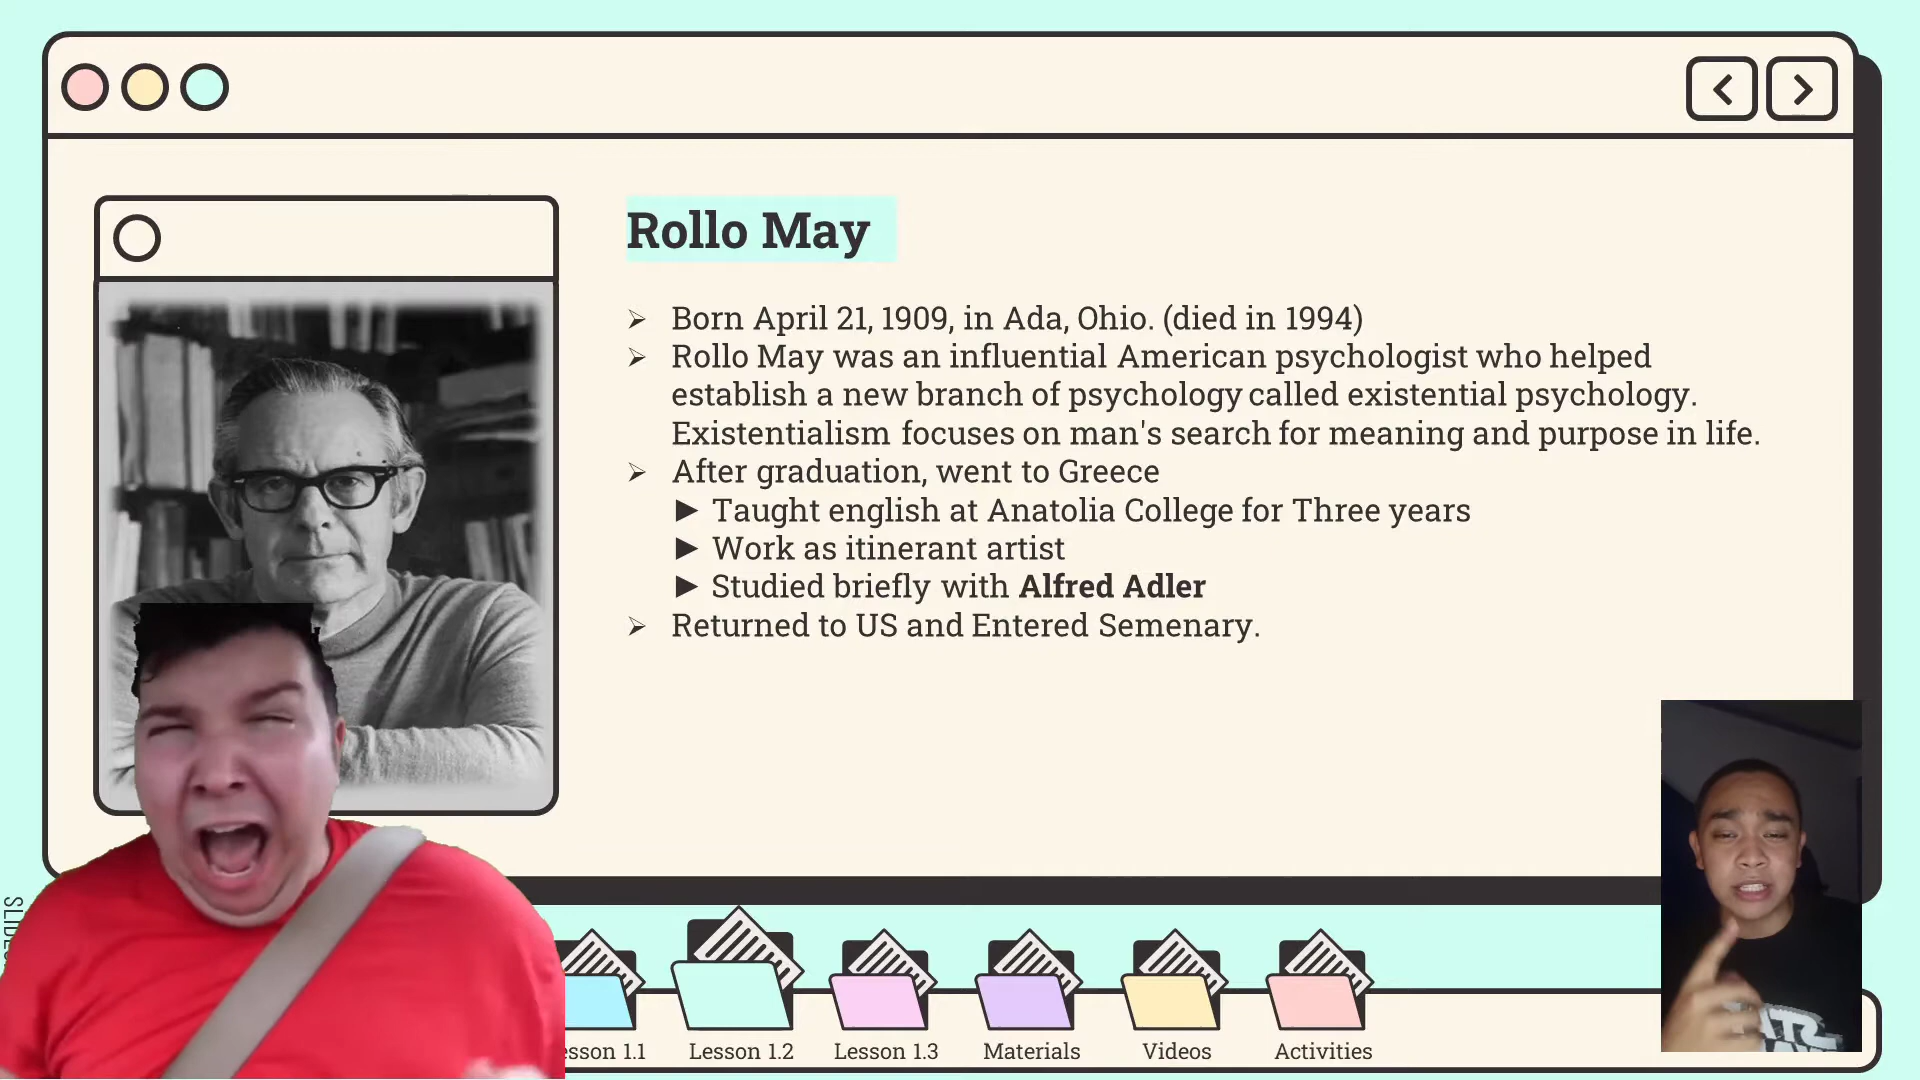 Rollo May
➢ Born April 21, 1909, in Ada, Ohio. (died in 1994)
➢ Rollo May was an influential American psychologist who helped
establish a new branch of psychology called existential psychology.
Existentialism focuses on man's search for meaning and purpose in life.
➢ After graduation, went to Greece
► Taught english at Anatolia College for Three years
► Work as itinerant artist
► Studied briefly with Alfred Adler
➢ Returned to US and Entered Semenary.
esson 1.1
Lesson 1.2
Lesson 1.3
Materials
Videos
Activities